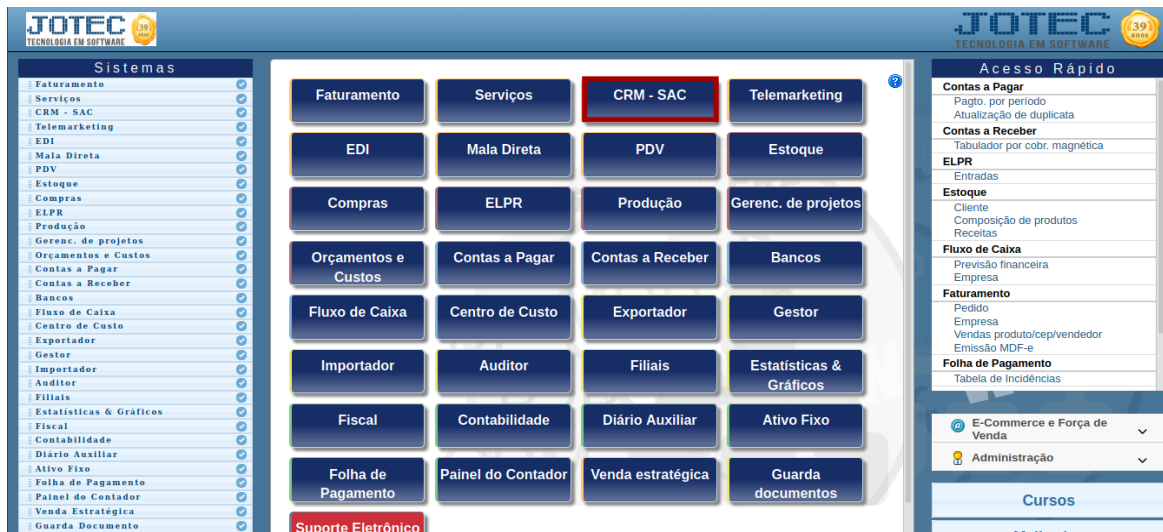 JOTEC
39
anos
TECNOLOGIA EM SOFTWARE
JOTEC
39
anos
TECNOLOGIA EM SOFTWARE
Sistemas
Faturamento
Serviços
CRM - SAC
Telemarketing
EDI
Mala Direta
PDV
Estoque
Compras
ELPR
Produção
Gerenc. de projetos
Orçamentos e Custos
Contas a Pagar
Contas a Receber
Bancos
Fluxo de Caixa
Centro de Custo
Exportador
Gestor
Importador
Auditor
Filiais
Estatísticas & Gráficos
Fiscal
Contabilidade
Diário Auxiliar
Ativo Fixo
Folha de Pagamento
Painel do Contador
Venda Estratégica
Guarda Documento
Faturamento
Serviços
CRM - SAC
Telemarketing
?
EDI
Mala Direta
PDV
Estoque
Compras
ELPR
Produção
Gerenc. de projetos
Orçamentos e
Custos
Contas a Pagar
Contas a Receber
Bancos
Fluxo de Caixa
Centro de Custo
Exportador
Gestor
Importador
Auditor
Filiais
Estatísticas &
Gráficos
Fiscal
Contabilidade
Diário Auxiliar
Ativo Fixo
Folha de
Pagamento
Painel do Contador
Venda estratégica
Guarda
documentos
Suporte Eletrônico
Acesso Rápido
Contas a Pagar
Pagto. por período
Atualização de duplicata
Contas a Receber
Tabulador por cobr. magnética
ELPR
Entradas
Estoque
Cliente
Composição de produtos
Receitas
Fluxo de Caixa
Previsão financeira
Empresa
Faturamento
Pedido
Empresa
Vendas produto/cep/vendedor
Emissão MDF-e
Folha de Pagamento
Tabela de Incidências
E-Commerce e Força de
Venda
Administração
Cursos